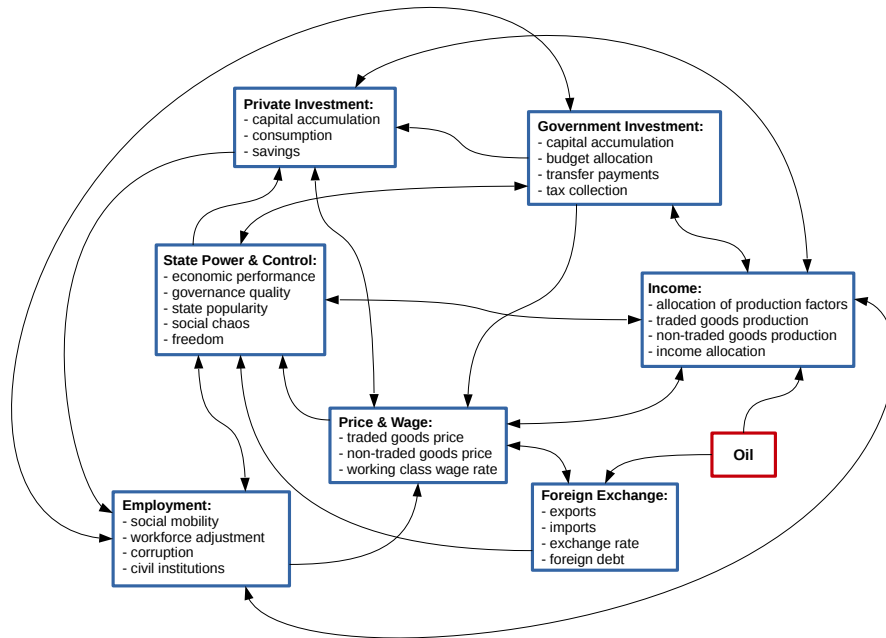 Private Investment:
- capital accumulation
- consumption
- savings
Government Investment:
- capital accumulation
- budget allocation
- transfer payments
- tax collection
State Power & Control:
- economic performance
- governance quality
- state popularity
- social chaos
- freedom
Income:
- allocation of production factors
- traded goods production
- non-traded goods production
- income allocation
Price & Wage:
- traded goods price
- non-traded goods price
- working class wage rate
Oil
Employment:
- social mobility
- workforce adjustment
- corruption
- civil institutions
Foreign Exchange:
- exports
- imports
- exchange rate
- foreign debt